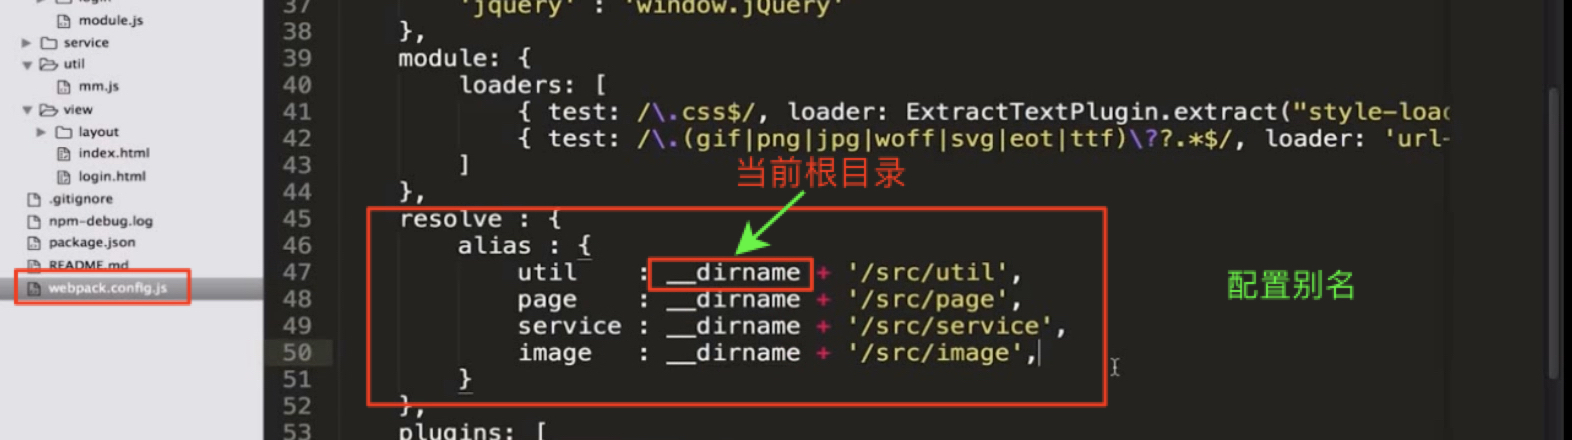 login
module.js
service
util
mm.js
view
layout
index.html
login.html
.gitignore
npm-debug.log
package.json
README.md
webpack.config.js
37 'jquery' : 'window.jQuery'
38 },
39 module: {
40 loaders: [
41 { test: /\.css$/, loader: ExtractTextPlugin.extract("style-load
42 { test: /\.(gif|png|jpg|woff|svg|eot|ttf)\??.*$/, loader: 'url-
43 ]
当前根目录
44 },
45 resolve : {
46 alias : {
47 util : __dirname + '/src/util',
48 page : __dirname + '/src/page',
49 service : __dirname + '/src/service',
50 image : __dirname + '/src/image',
51 }
52 },
53 plugins: [
配置别名